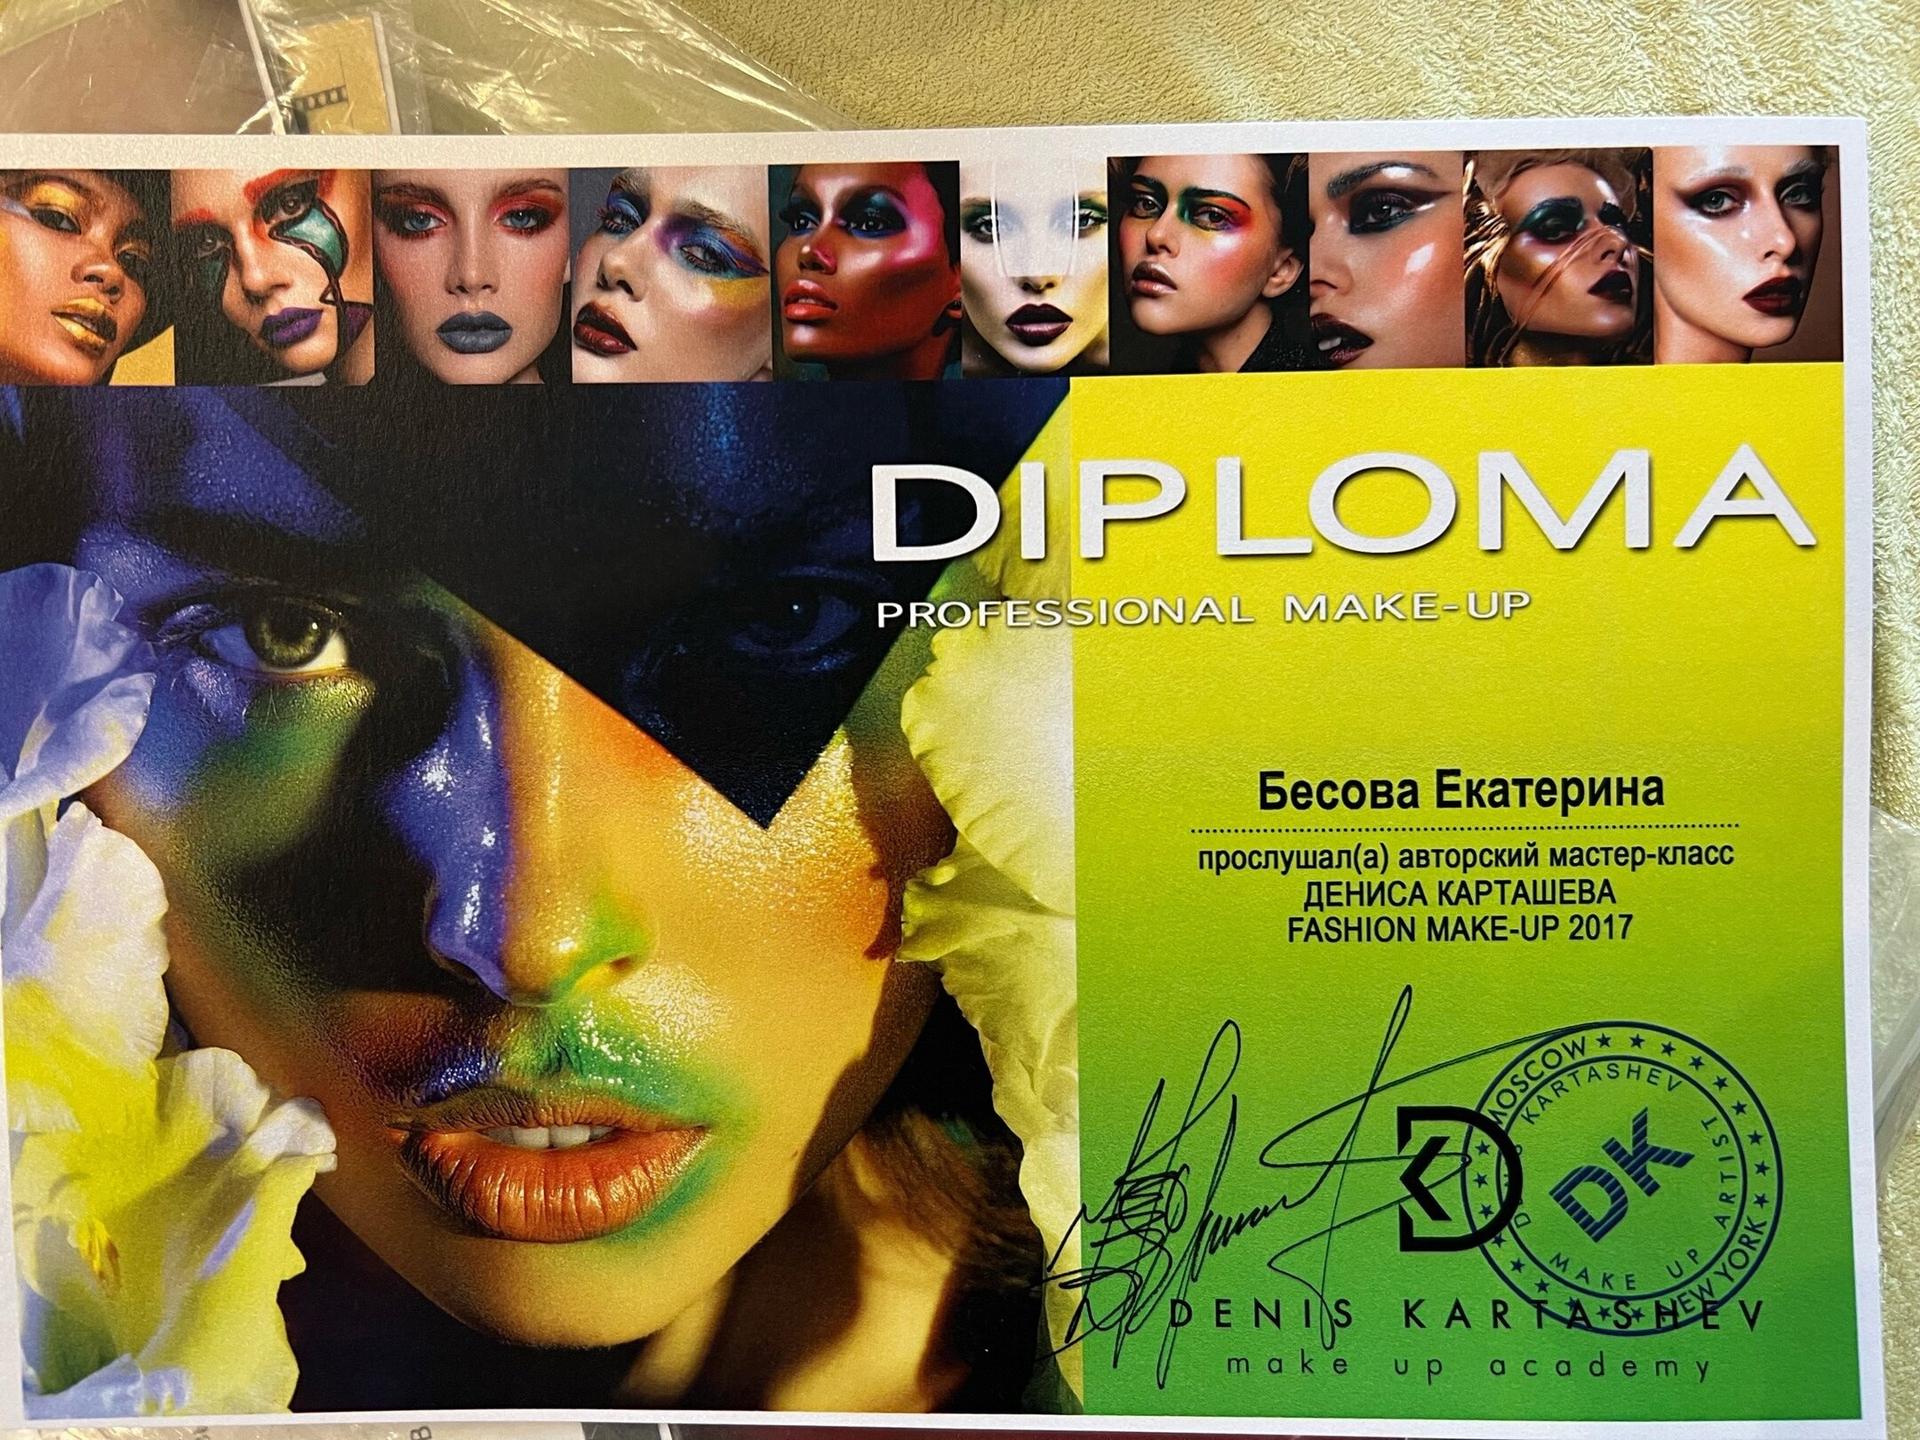 DIPLOMA
PROFESSIONAL MAKE-UP
Бесова Екатерина
прослушал(а) авторский мастер-класс
ДЕНИСА КАРТАШЕВА
FASHION MAKE-UP 2017
MOSCOW
DENIS KARTASHEV
DK
MAKE UP ARTIST
NEW YORK
DENIS KARTASHEV
make up academy